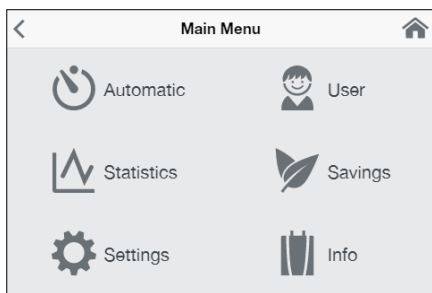 Main Menu
Automatic
User
Statistics
Savings
Settings
Info